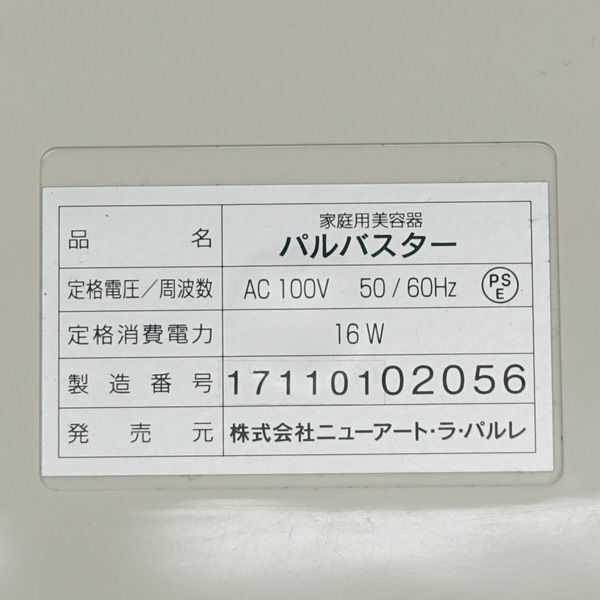 品名 家庭用美容器
パルバスター
定格電圧/周波数 AC 100V 50 / 60Hz PSE
定格消費電力 16W
製造番号 17110102056
発売元 株式会社ニューアート・ラ・パルレ